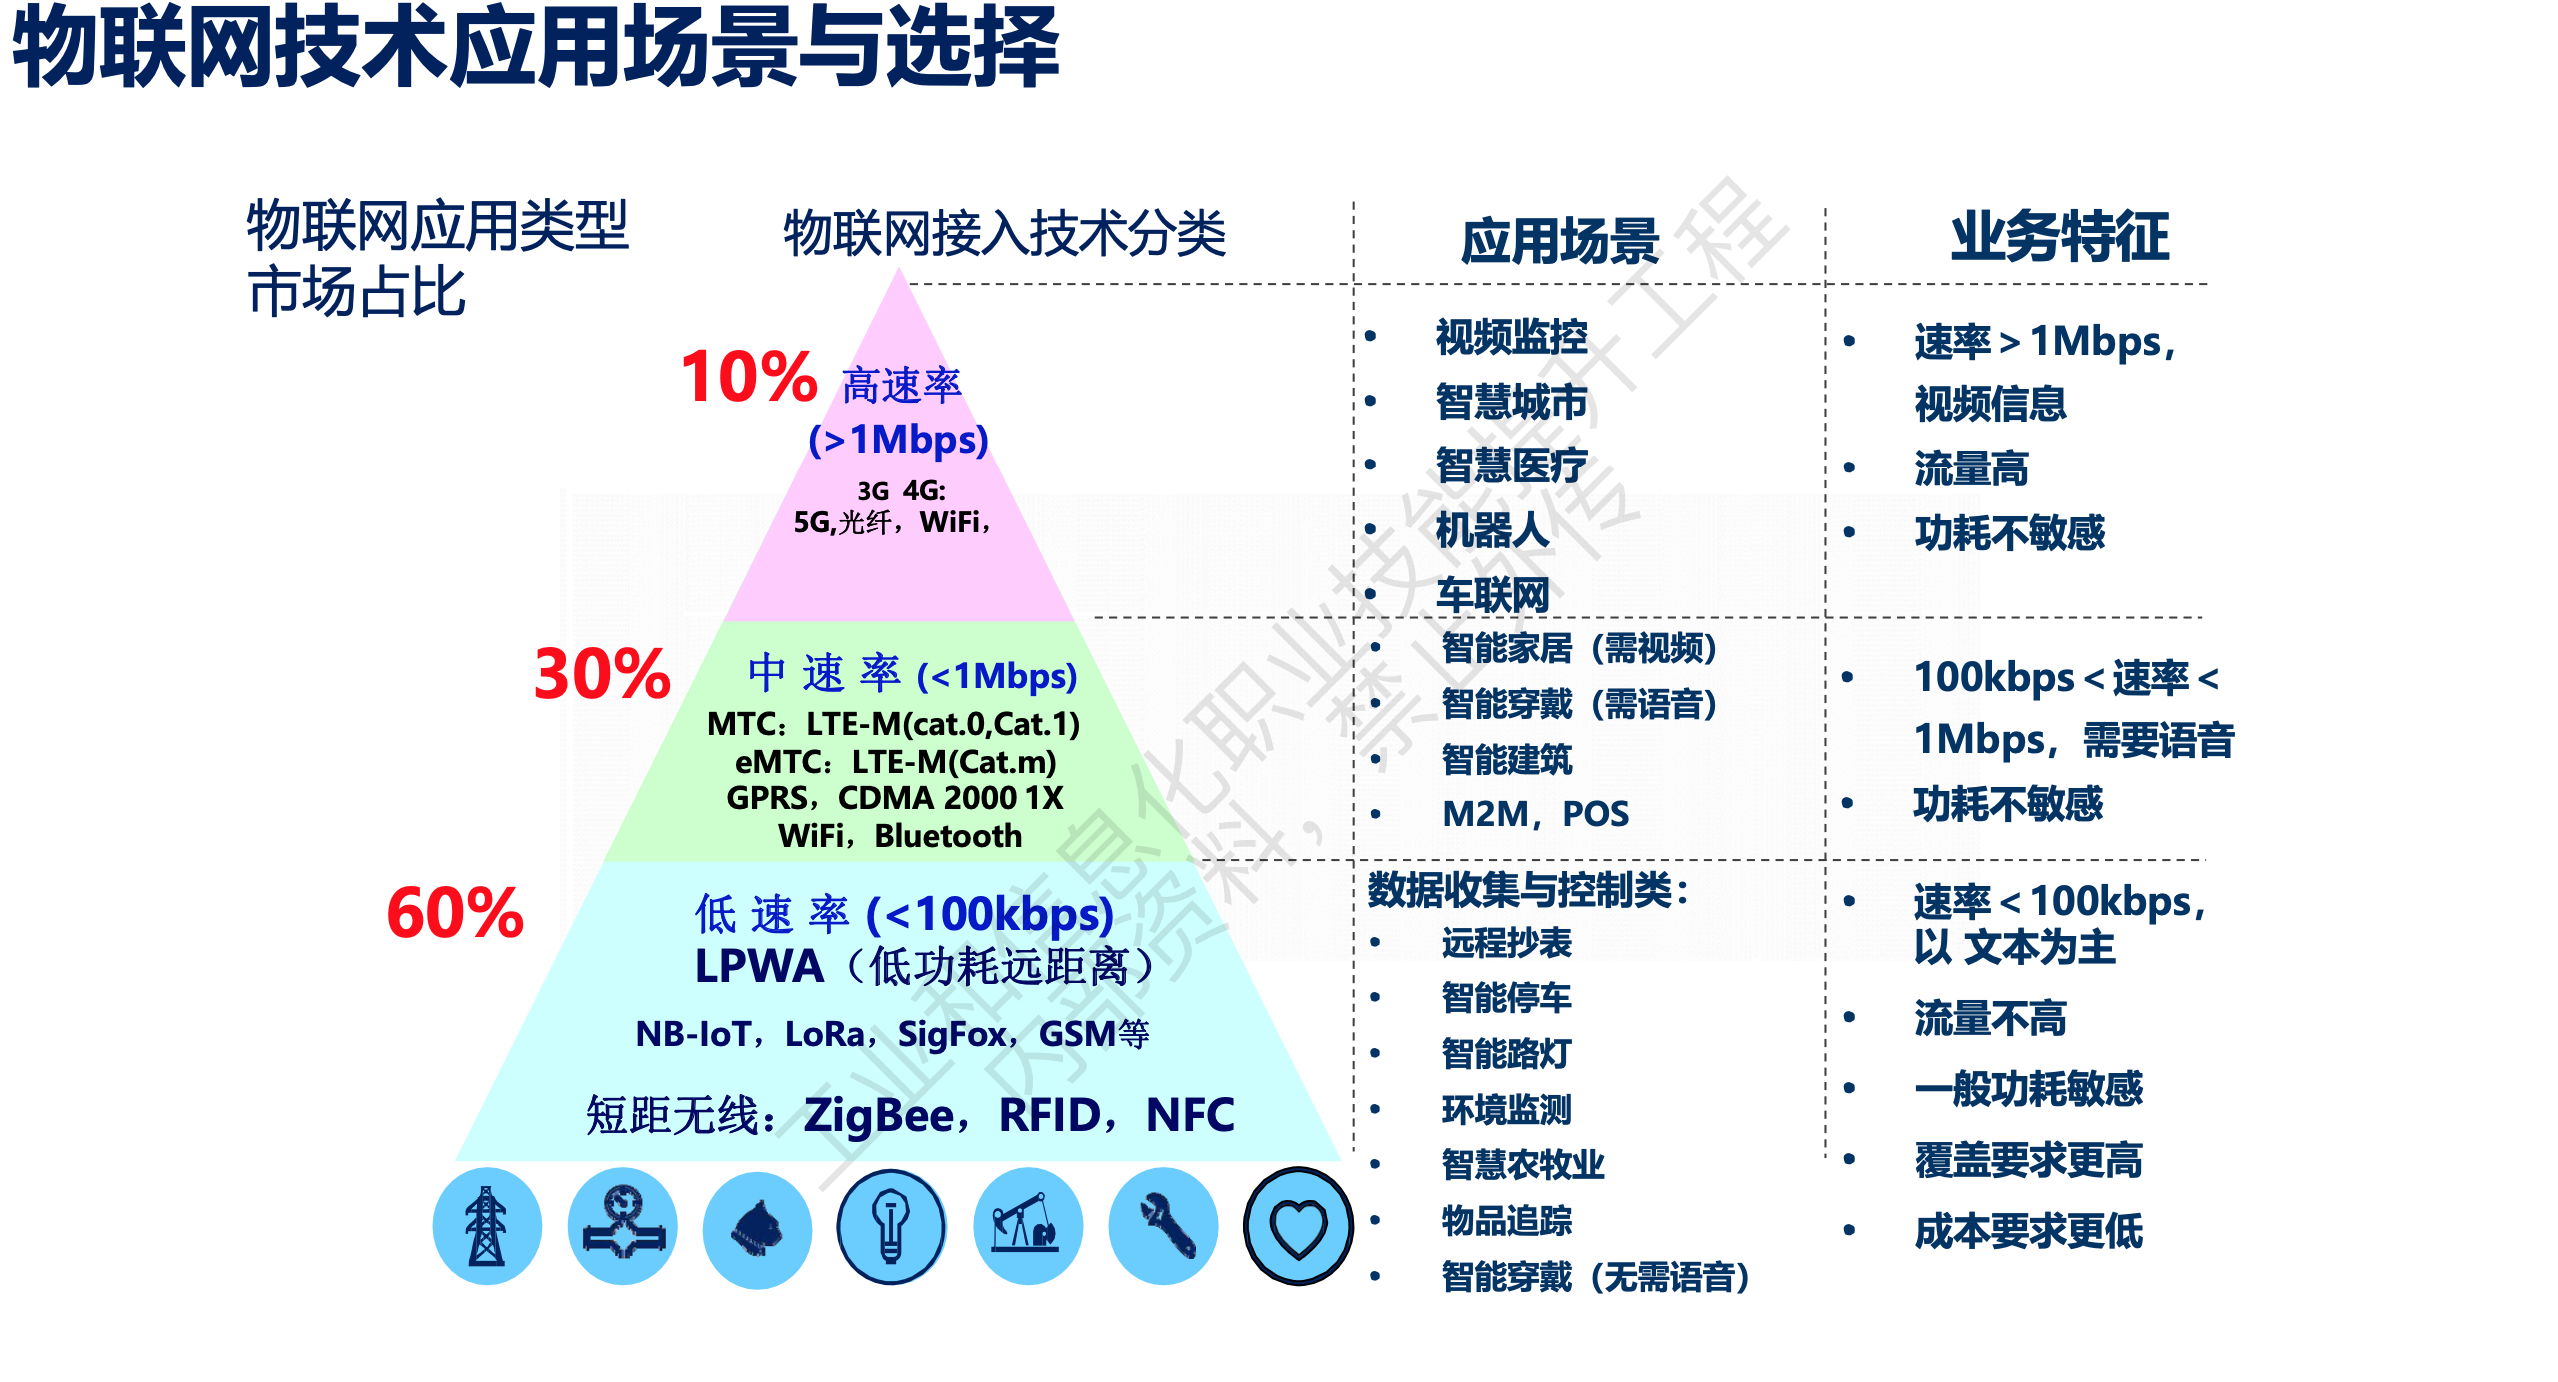 物联网技术应用场景与选择
物联网应用类型
市场占比
物联网接入技术分类
10%
高速率
(>1Mbps)
3G 4G:
5G,光纤，WiFi，
30%
中 速 率 (<1Mbps)
MTC：LTE-M(cat.0,Cat.1)
eMTC：LTE-M(Cat.m)
GPRS，CDMA 2000 1X
WiFi，Bluetooth
60%
低 速 率 (<100kbps)
LPWA（低功耗远距离）
NB-IoT，LoRa，SigFox，GSM等
短距无线：ZigBee，RFID，NFC
应用场景
• 视频监控
• 智慧城市
• 智慧医疗
• 机器人
• 车联网
• 智能家居（需视频）
• 智能穿戴（需语音）
• 智能建筑
• M2M，POS
数据收集与控制类：
• 远程抄表
• 智能停车
• 智能路灯
• 环境监测
• 智慧农牧业
• 物品追踪
• 智能穿戴（无需语音）
业务特征
• 速率＞1Mbps，
视频信息
• 流量高
• 功耗不敏感
• 100kbps＜速率＜
1Mbps，需要语音
• 功耗不敏感
• 速率＜100kbps，
以 文本为主
• 流量不高
• 一般功耗敏感
• 覆盖要求更高
• 成本要求更低
工业和信息化职业技能提升工程
内部资料，禁止外传